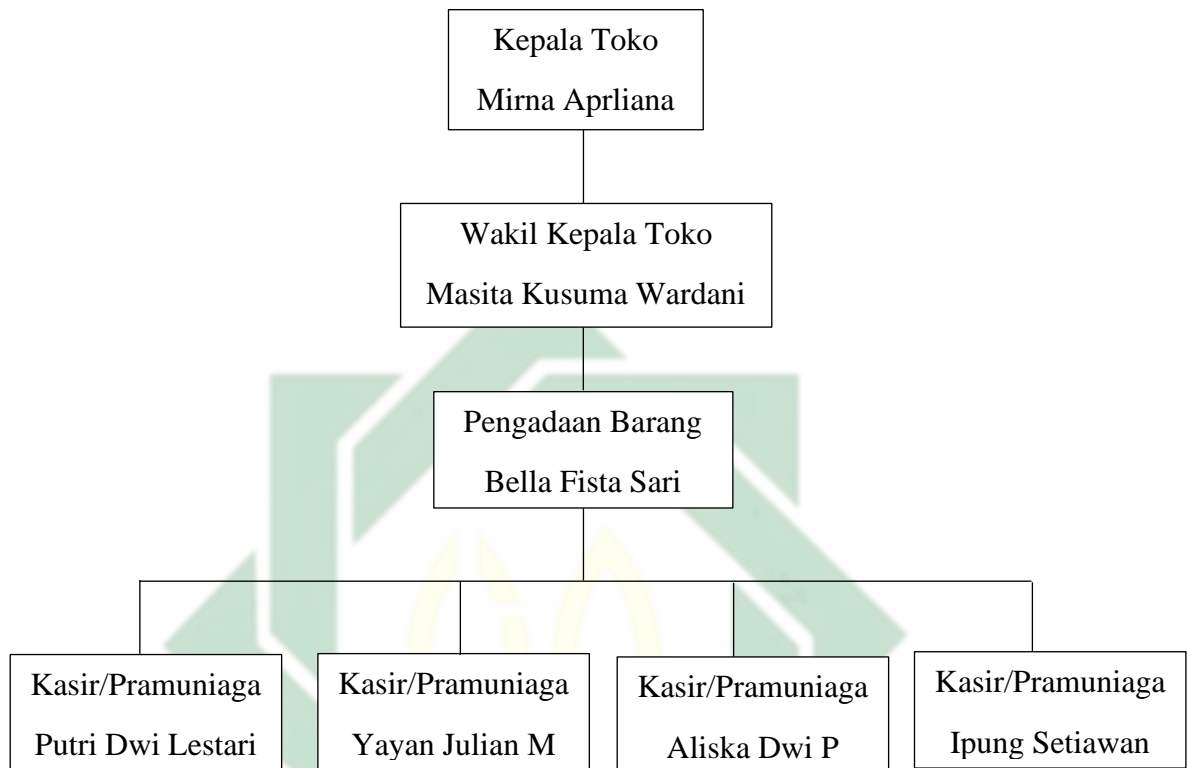 Kepala Toko
Mirna Aprliana
Wakil Kepala Toko
Masita Kusuma Wardani
Pengadaan Barang
Bella Fista Sari
Kasir/Pramuniaga
Putri Dwi Lestari
Kasir/Pramuniaga
Yayan Julian M
Kasir/Pramuniaga
Aliska Dwi P
Kasir/Pramuniaga
Ipung Setiawan